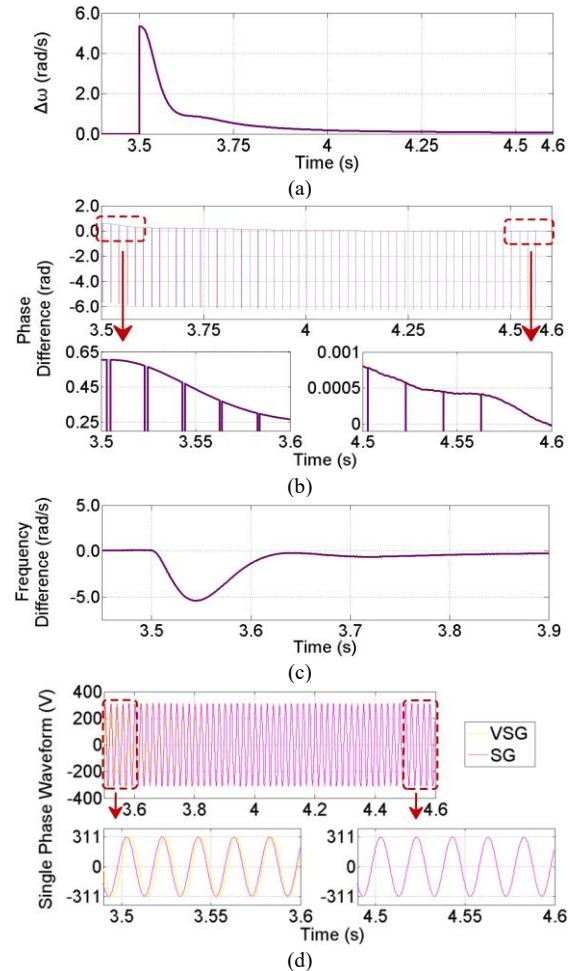 Δω (rad/s)
6.0
4.0
2.0
0.0
3.5 3.75 4 4.25 4.5 4.6
Time (s)
(a)
Phase
Difference (rad)
2.0
0.0
-2.0
-4.0
-6.0
3.5 3.75 4 4.25 4.5 4.6
0.65
0.45
0.25
3.5 3.55 3.6
0.001
0.0005
0
4.5 4.55 4.6
Time (s) Time (s)
(b)
Frequency
Difference (rad/s)
5.0
0.0
-5.0
3.5 3.6 3.7 3.8 3.9
Time (s)
(c)
Single Phase Waveform (V)
400
200
0
-200
-400
3.6 3.8 4 4.2 4.4 4.6
VSG
SG
311
0
-311
3.5 3.55 3.6
311
0
-311
4.5 4.55 4.6
Time (s)
(d)